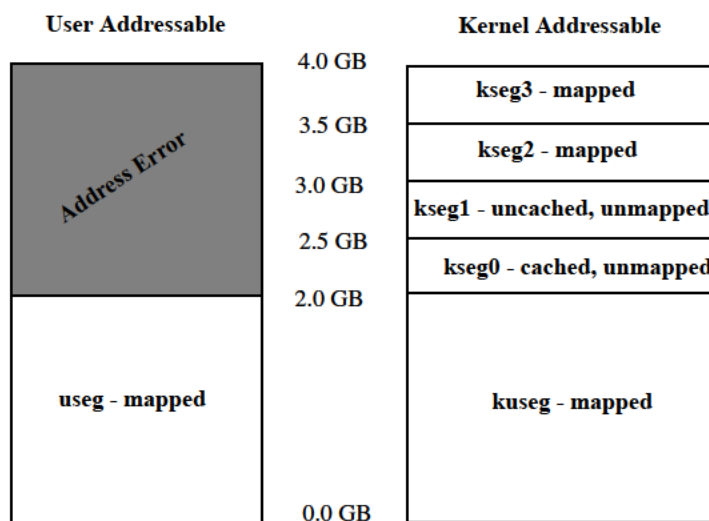 User Addressable
Kernel Addressable
4.0 GB
kseg3 - mapped
3.5 GB
kseg2 - mapped
Address Error
3.0 GB
kseg1 - uncached, unmapped
2.5 GB
kseg0 - cached, unmapped
2.0 GB
useg - mapped
kuseg - mapped
0.0 GB